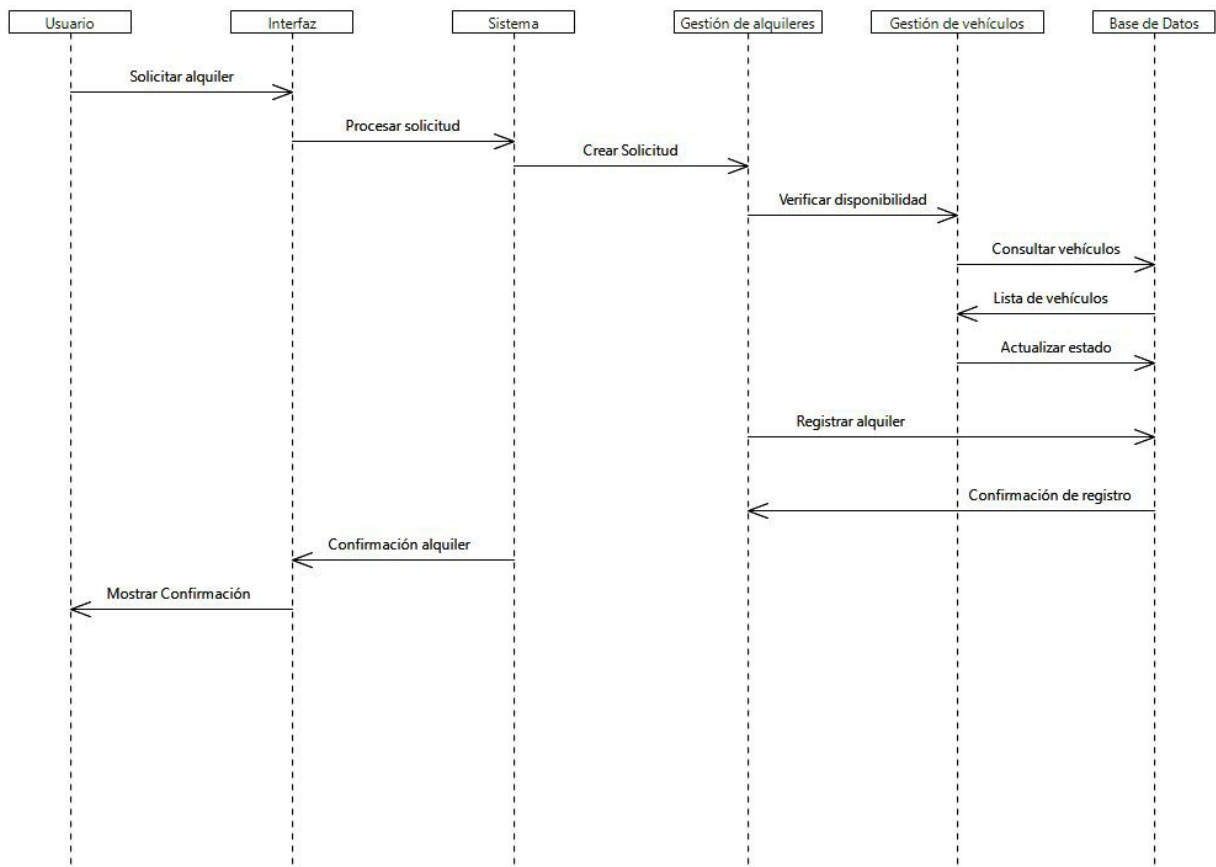 Usuario
Interfaz
Sistema
Gestión de alquileres
Gestión de vehículos
Base de Datos
Solicitar alquiler
Procesar solicitud
Crear Solicitud
Verificar disponibilidad
Consultar vehículos
Lista de vehículos
Actualizar estado
Registrar alquiler
Confirmación de registro
Confirmación alquiler
Mostrar Confirmación